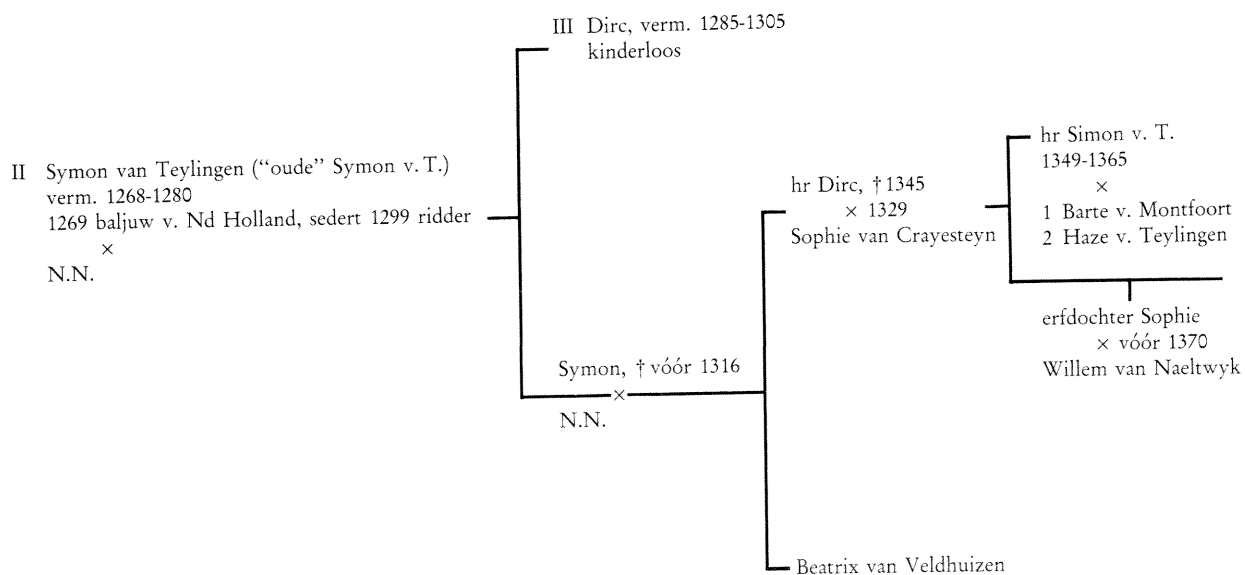 III Dirc, verm. 1285-1305
kinderloos
II Symon van Teylingen (“oude” Symon v. T.)
verm. 1268-1280
1269 baljuw v. Nd Holland, sedert 1299 ridder
×
N.N.
Symon, † vóór 1316
×
N.N.
hr Dirc, † 1345
× 1329
Sophie van Crayesteyn
Beatrix van Veldhuizen
hr Simon v. T.
1349-1365
×
1 Barte v. Montfoort
2 Haze v. Teylingen
erfdochter Sophie
× vóór 1370
Willem van Naeltwyk